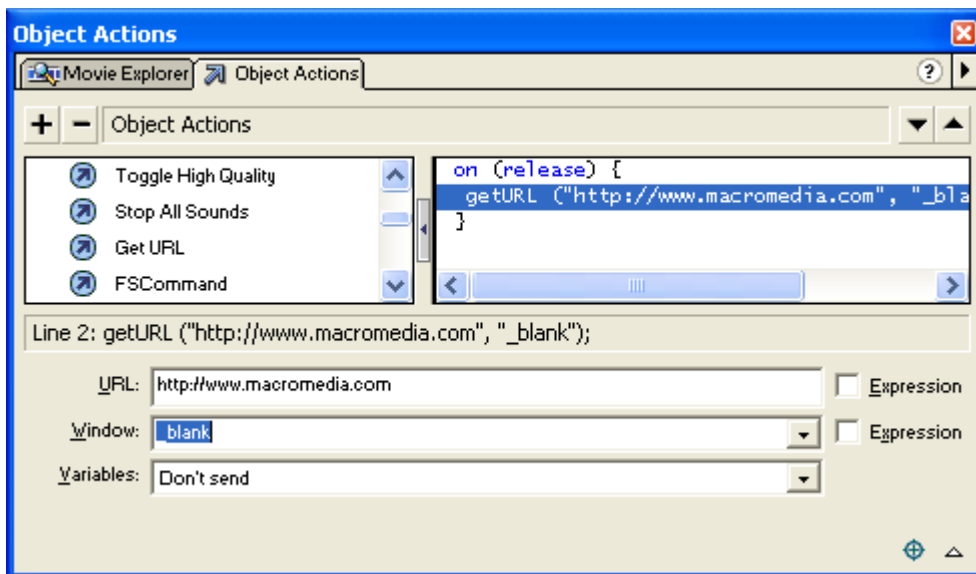 Object Actions
Movie Explorer Object Actions ?
+ − Object Actions
Toggle High Quality
Stop All Sounds
Get URL
FSCommand
on (release) {
getURL ("http://www.macromedia.com", "_bla
}
Line 2: getURL ("http://www.macromedia.com", "_blank");
URL: http://www.macromedia.com Expression
Window: _blank Expression
Variables: Don't send